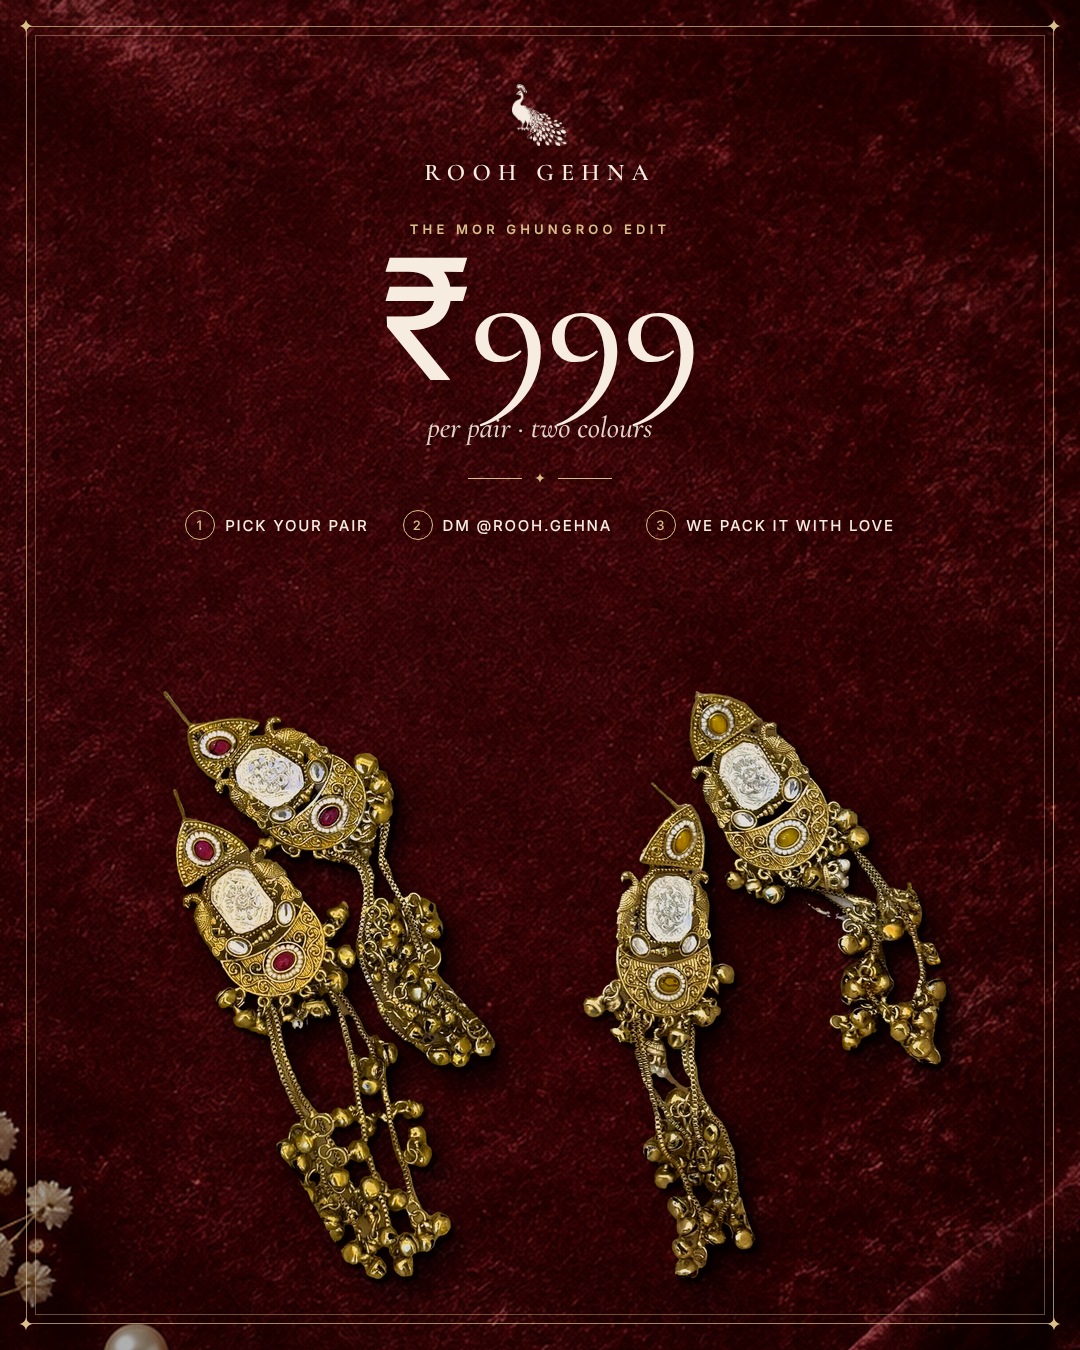 ROOH GEHNA
THE MOR GHUNGROO EDIT
₹999
per pair · two colours
1 PICK YOUR PAIR 2 DM @ROOH.GEHNA 3 WE PACK IT WITH LOVE